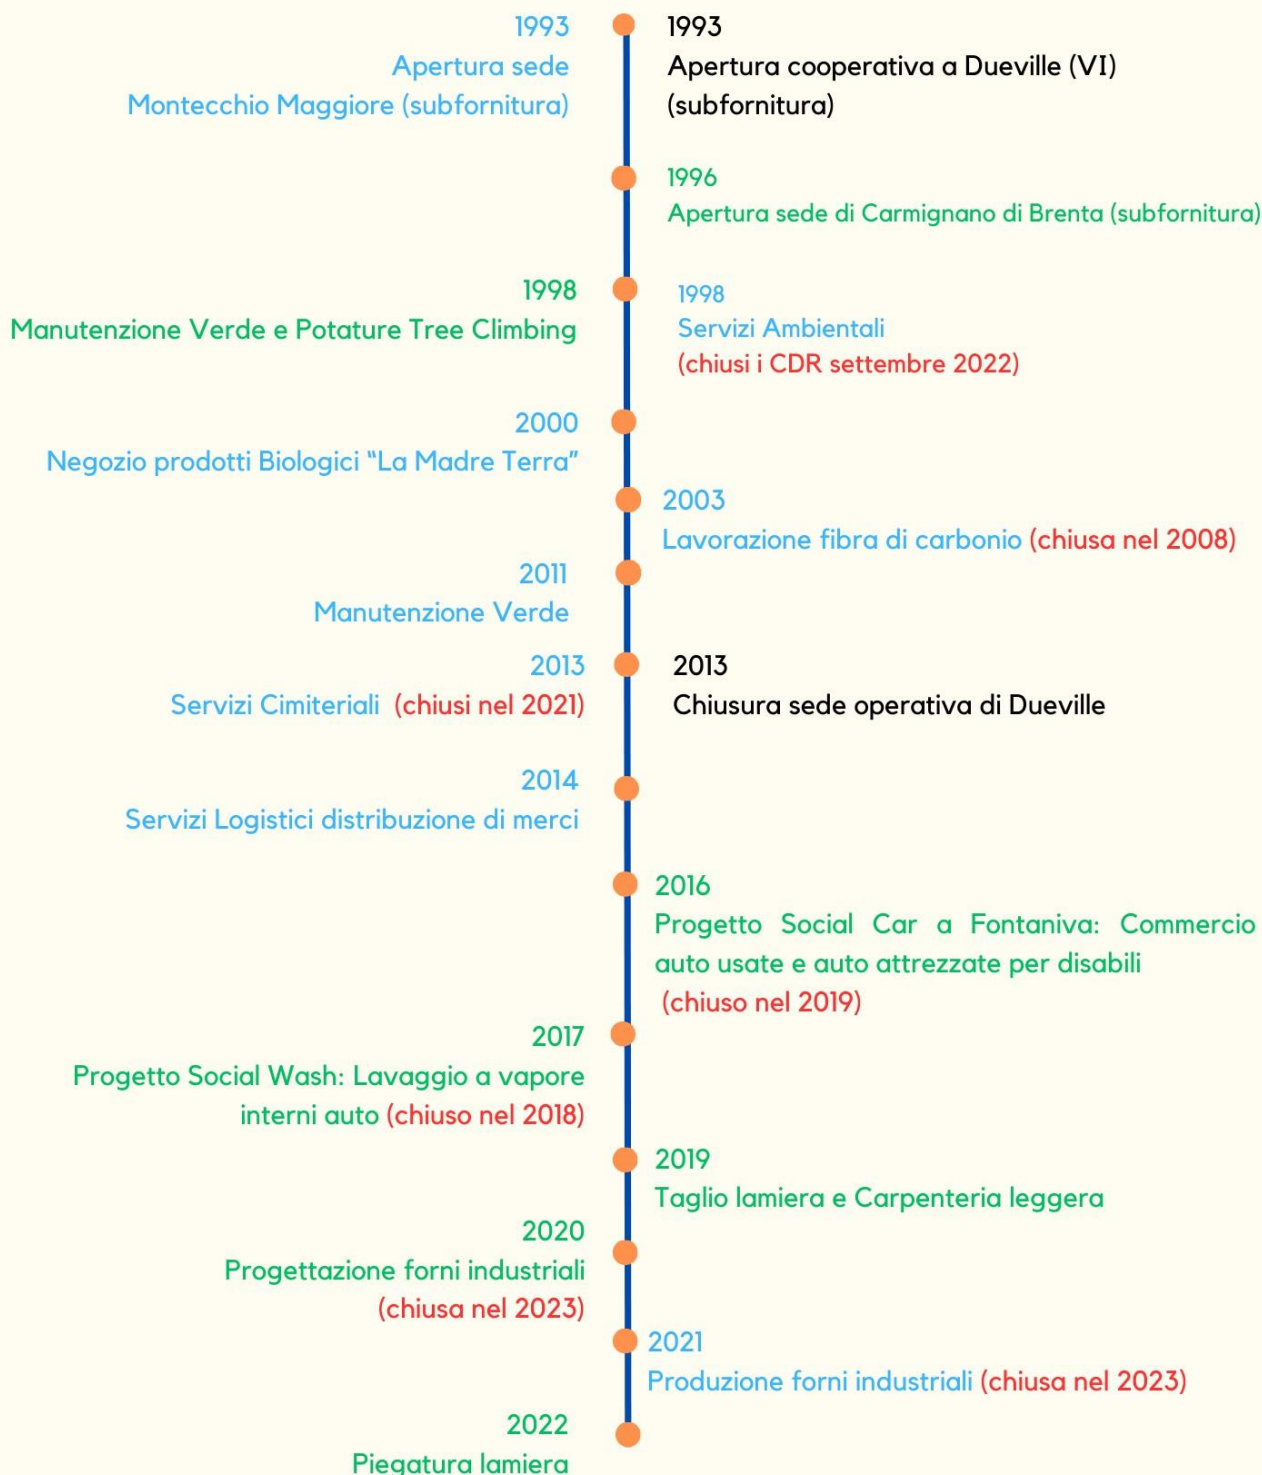 1993
Apertura sede
Montecchio Maggiore (subfornitura)
1993
Apertura cooperativa a Dueville (VI)
(subfornitura)
1996
Apertura sede di Carmignano di Brenta (subfornitura)
1998
Manutenzione Verde e Potature Tree Climbing
1998
Servizi Ambientali
(chiusi i CDR settembre 2022)
2000
Negozio prodotti Biologici “La Madre Terra”
2003
Lavorazione fibra di carbonio (chiusa nel 2008)
2011
Manutenzione Verde
2013
Servizi Cimiteriali (chiusi nel 2021)
2013
Chiusura sede operativa di Dueville
2014
Servizi Logistici distribuzione di merci
2016
Progetto Social Car a Fontaniva: Commercio
auto usate e auto attrezzate per disabili
(chiuso nel 2019)
2017
Progetto Social Wash: Lavaggio a vapore
interni auto (chiuso nel 2018)
2019
Taglio lamiera e Carpenteria leggera
2020
Progettazione forni industriali
(chiusa nel 2023)
2021
Produzione forni industriali (chiusa nel 2023)
2022
Piegatura lamiera